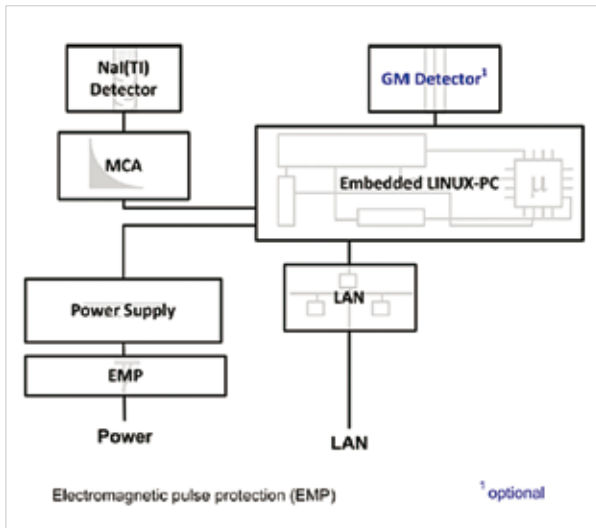 NaI(TI)
Detector
GM Detector¹
MCA
Embedded LINUX-PC
µ
LAN
Power Supply
EMP
Power
LAN
Electromagnetic pulse protection (EMP)
¹ optional